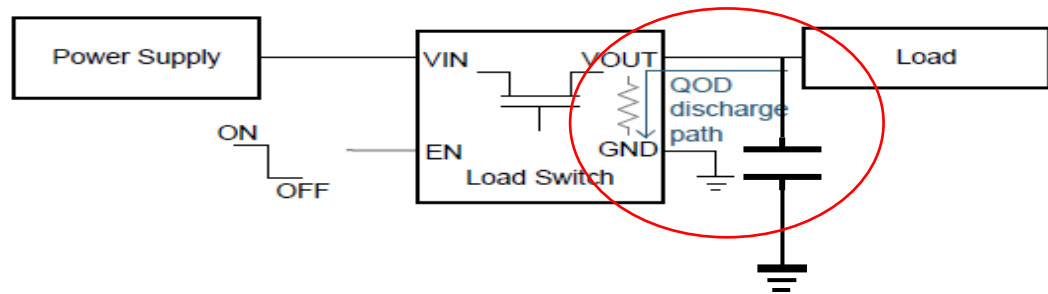 Power Supply
VIN
VOUT
Load
QOD
discharge
path
ON
OFF
EN
GND
Load Switch